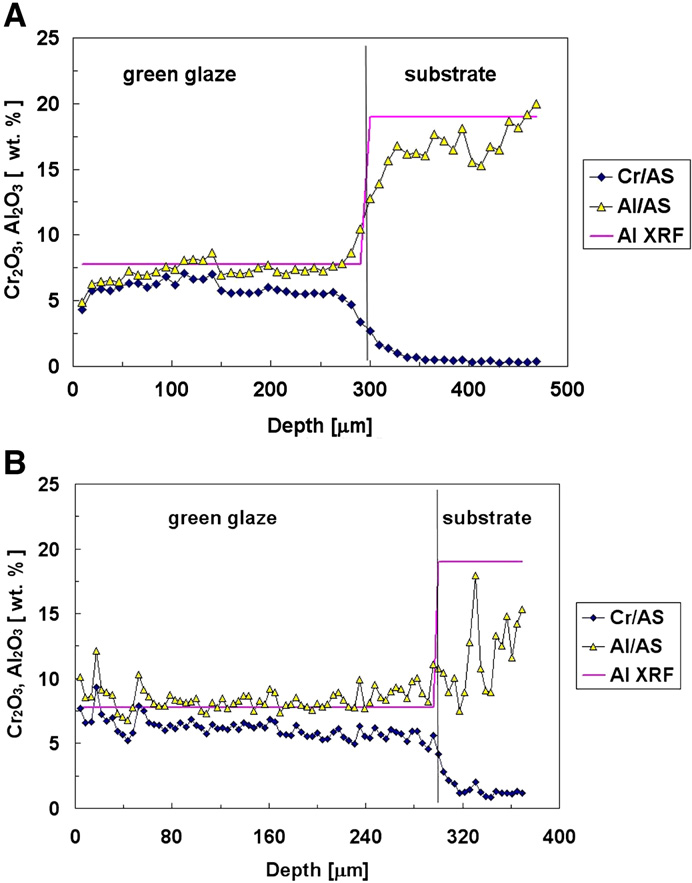 A
25
20
15
10
5
0
Cr₂O₃, Al₂O₃ [ wt. % ]
green glaze
substrate
Cr/AS
Al/AS
Al XRF
0 100 200 300 400 500
Depth [μm]
B
25
20
15
10
5
0
Cr₂O₃, Al₂O₃ [ wt. % ]
green glaze
substrate
Cr/AS
Al/AS
Al XRF
0 80 160 240 320 400
Depth [μm]